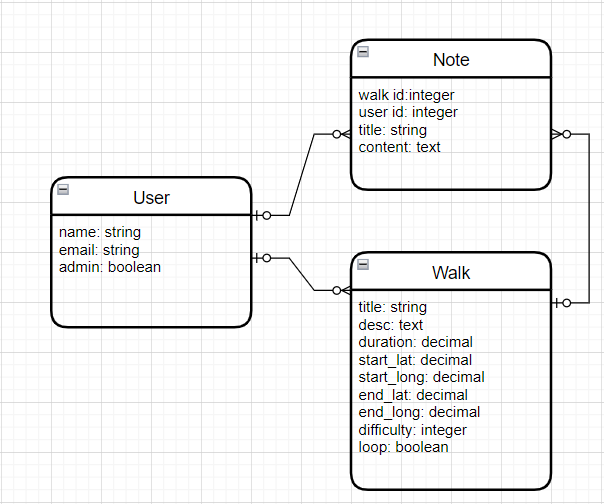 Note
walk id:integer
user id: integer
title: string
content: text
User
name: string
email: string
admin: boolean
Walk
title: string
desc: text
duration: decimal
start_lat: decimal
start_long: decimal
end_lat: decimal
end_long: decimal
difficulty: integer
loop: boolean